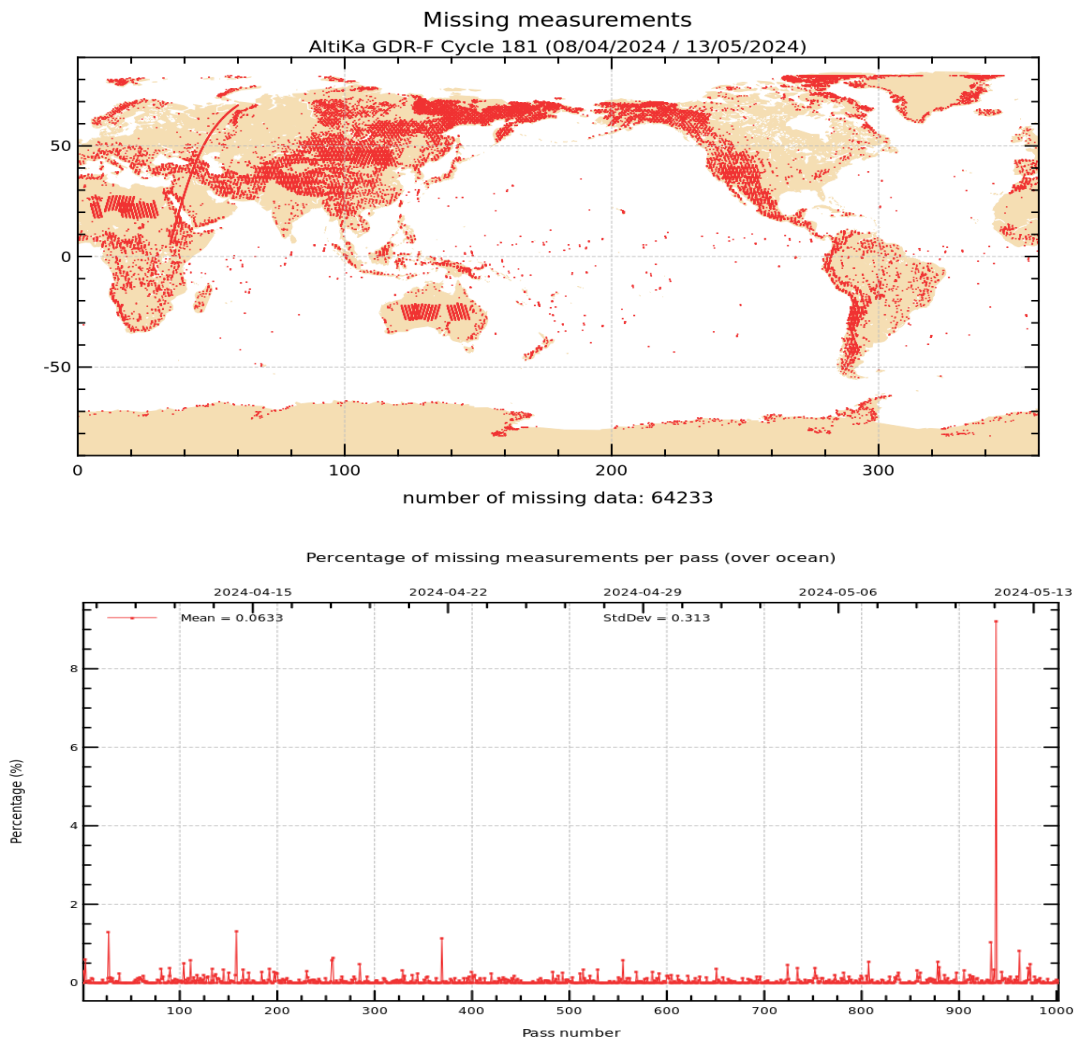 Missing measurements
AltiKa GDR-F Cycle 181 (08/04/2024 / 13/05/2024)
50
0
-50
0 100 200 300
number of missing data: 64233
Percentage of missing measurements per pass (over ocean)
2024-04-15 2024-04-22 2024-04-29 2024-05-06 2024-05-13
Mean = 0.0633 StdDev = 0.313
8
6
4
2
0
Percentage (%)
100 200 300 400 500 600 700 800 900 1000
Pass number